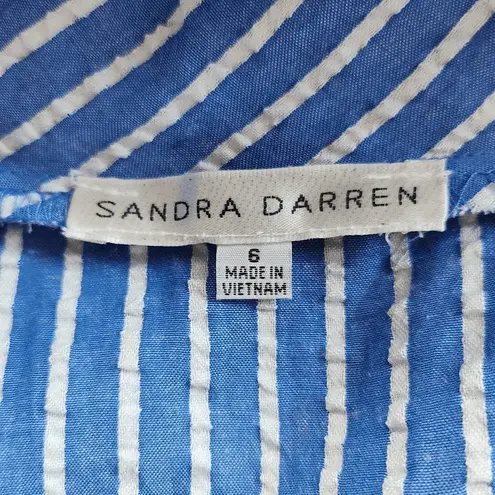 SANDRA DARREN
6
MADE IN
VIETNAM